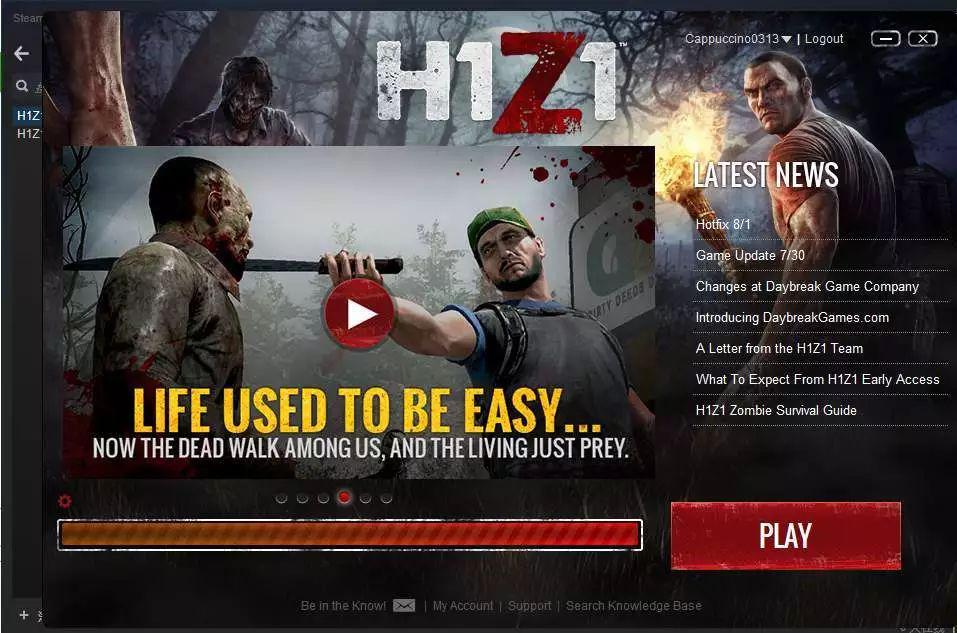 Steam
Cappuccino0313 | Logout
H1Z1™
H1Z
H1Z
LATEST NEWS
Hotfix 8/1
Game Update 7/30
Changes at Daybreak Game Company
Introducing DaybreakGames.com
A Letter from the H1Z1 Team
What To Expect From H1Z1 Early Access
H1Z1 Zombie Survival Guide
LIFE USED TO BE EASY...
NOW THE DEAD WALK AMONG US, AND THE LIVING JUST PREY.
PLAY
Be in the Know! | My Account | Support | Search Knowledge Base